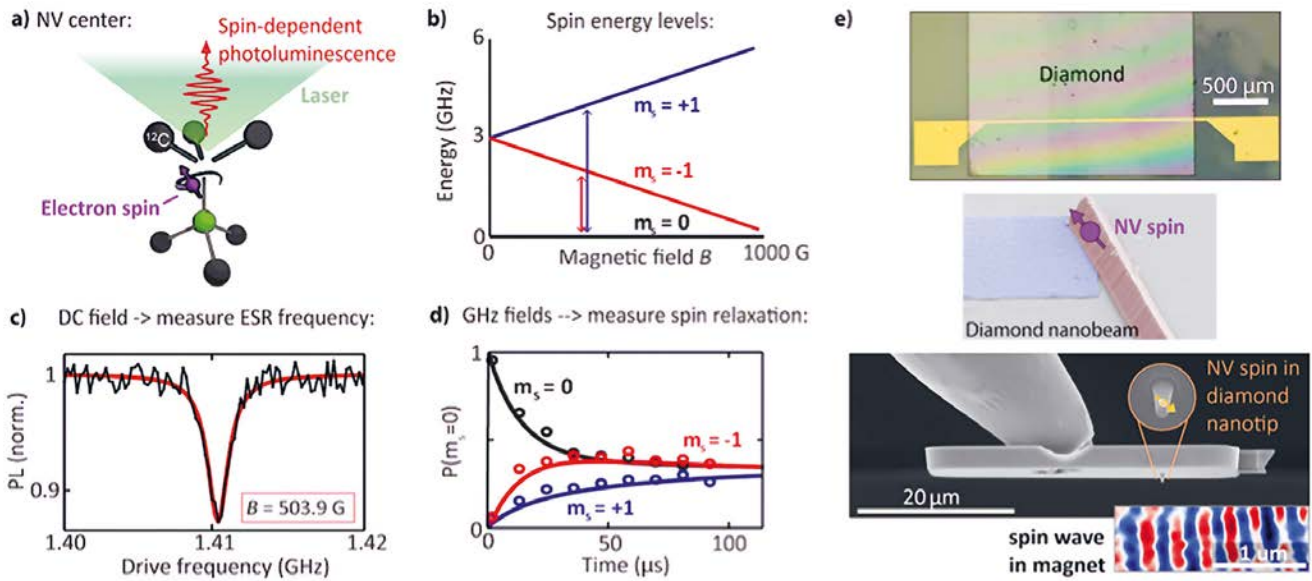 a) NV center:
Spin-dependent
photoluminescence
Laser
¹²C
Electron spin
b) Spin energy levels:
6
3
0
Energy (GHz)
mₛ = +1
mₛ = -1
mₛ = 0
0
Magnetic field B
1000 G
c) DC field -> measure ESR frequency:
1
0.9
PL (norm.)
B = 503.9 G
1.40
1.41
1.42
Drive frequency (GHz)
d) GHz fields --> measure spin relaxation:
1
0
P(mₛ=0)
mₛ = 0
mₛ = -1
mₛ = +1
0
50
100
Time (μs)
e)
Diamond
500 μm
NV spin
Diamond nanobeam
NV spin in
diamond
nanotip
20 μm
spin wave
in magnet
1 um